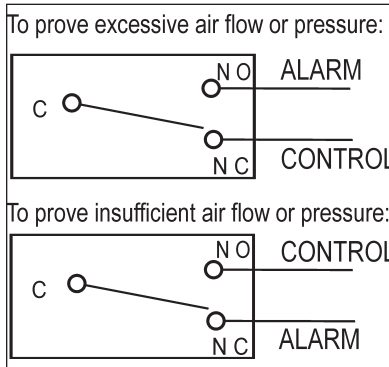 To prove excessive air flow or pressure:
N O ALARM
C
N C CONTROL
To prove insufficient air flow or pressure:
N O CONTROL
C
N C ALARM